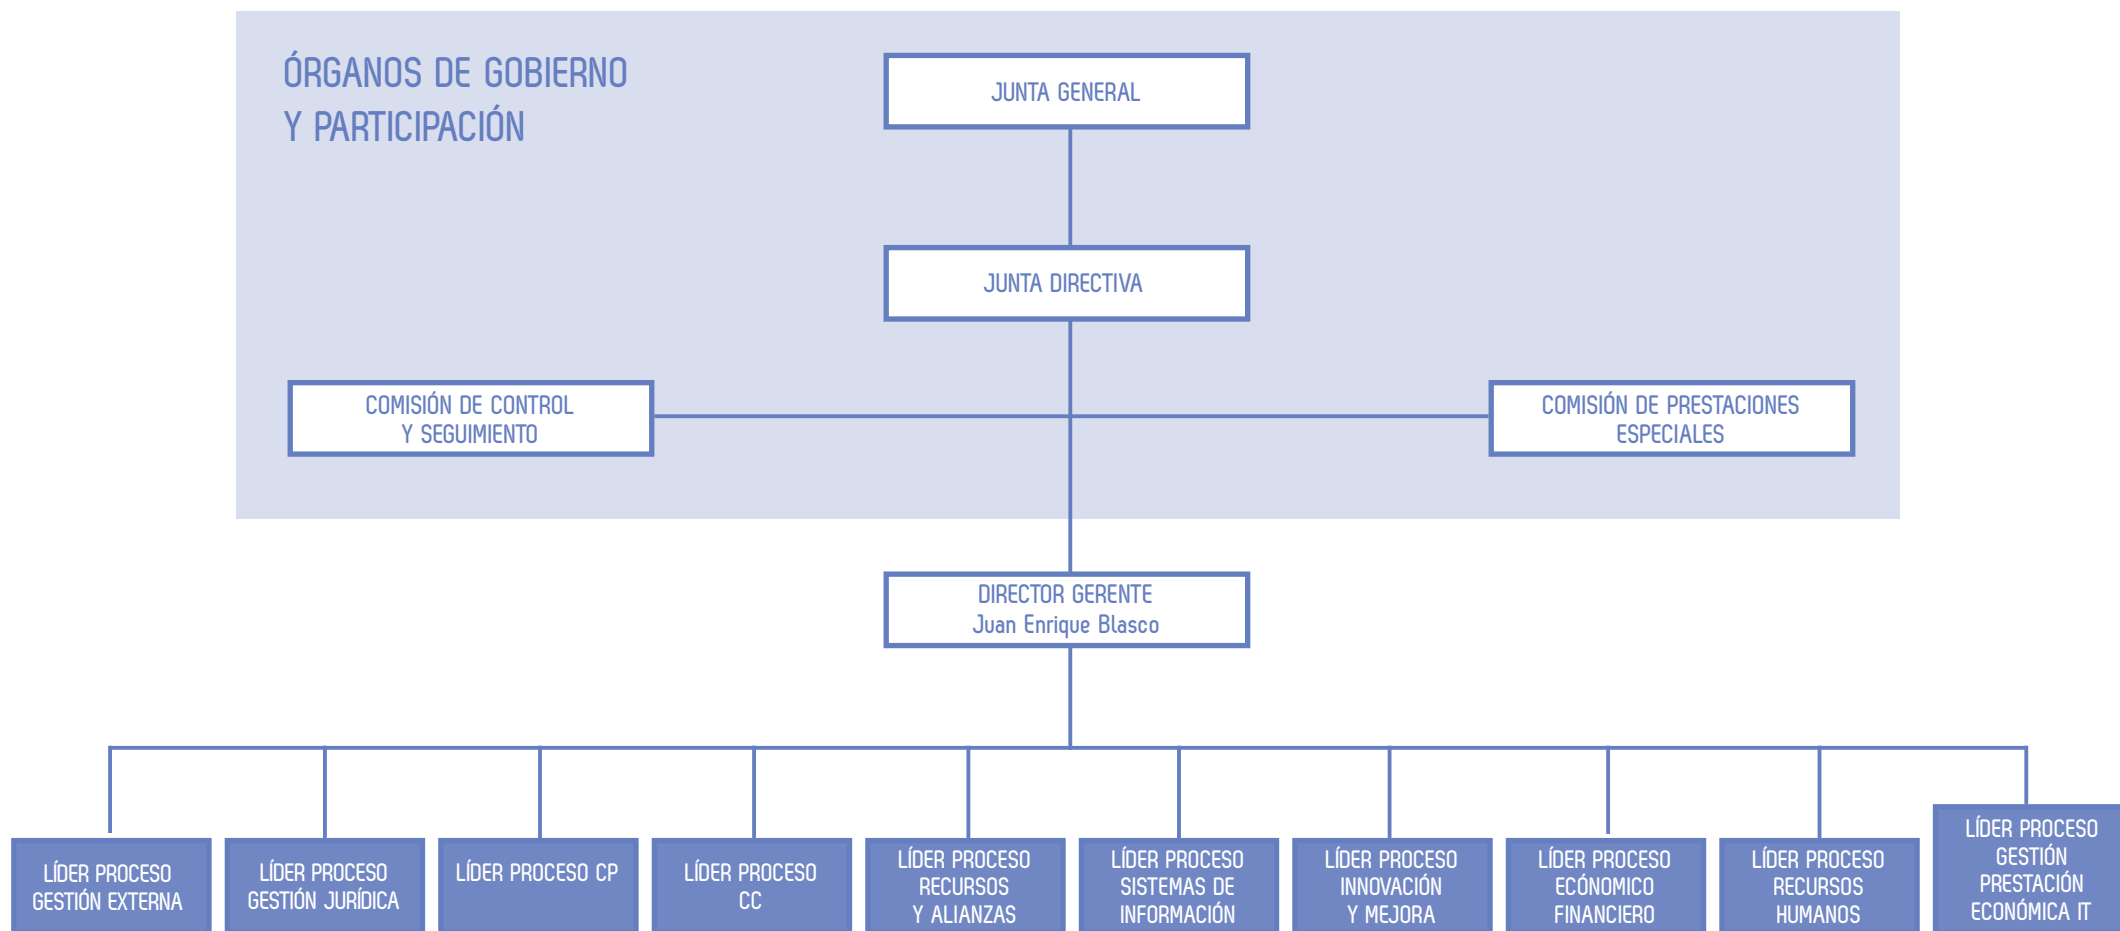 ÓRGANOS DE GOBIERNO
Y PARTICIPACIÓN
JUNTA GENERAL
JUNTA DIRECTIVA
COMISIÓN DE CONTROL
Y SEGUIMIENTO
COMISIÓN DE PRESTACIONES
ESPECIALES
DIRECTOR GERENTE
Juan Enrique Blasco
LÍDER PROCESO
GESTIÓN EXTERNA
LÍDER PROCESO
GESTIÓN JURÍDICA
LÍDER PROCESO CP
LÍDER PROCESO
CC
LÍDER PROCESO
RECURSOS
Y ALIANZAS
LÍDER PROCESO
SISTEMAS DE
INFORMACIÓN
LÍDER PROCESO
INNOVACIÓN
Y MEJORA
LÍDER PROCESO
ECÓNOMICO
FINANCIERO
LÍDER PROCESO
RECURSOS
HUMANOS
LÍDER PROCESO
GESTIÓN
PRESTACIÓN
ECONÓMICA IT